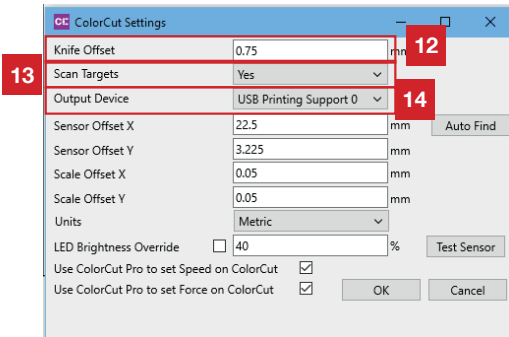 CC ColorCut Settings
Knife Offset 0.75 mm 12
13 Scan Targets Yes
Output Device USB Printing Support 0 14
Sensor Offset X 22.5 mm Auto Find
Sensor Offset Y 3.225 mm
Scale Offset X 0.05 mm
Scale Offset Y 0.05 mm
Units Metric
LED Brightness Override 40 % Test Sensor
Use ColorCut Pro to set Speed on ColorCut
Use ColorCut Pro to set Force on ColorCut OK Cancel